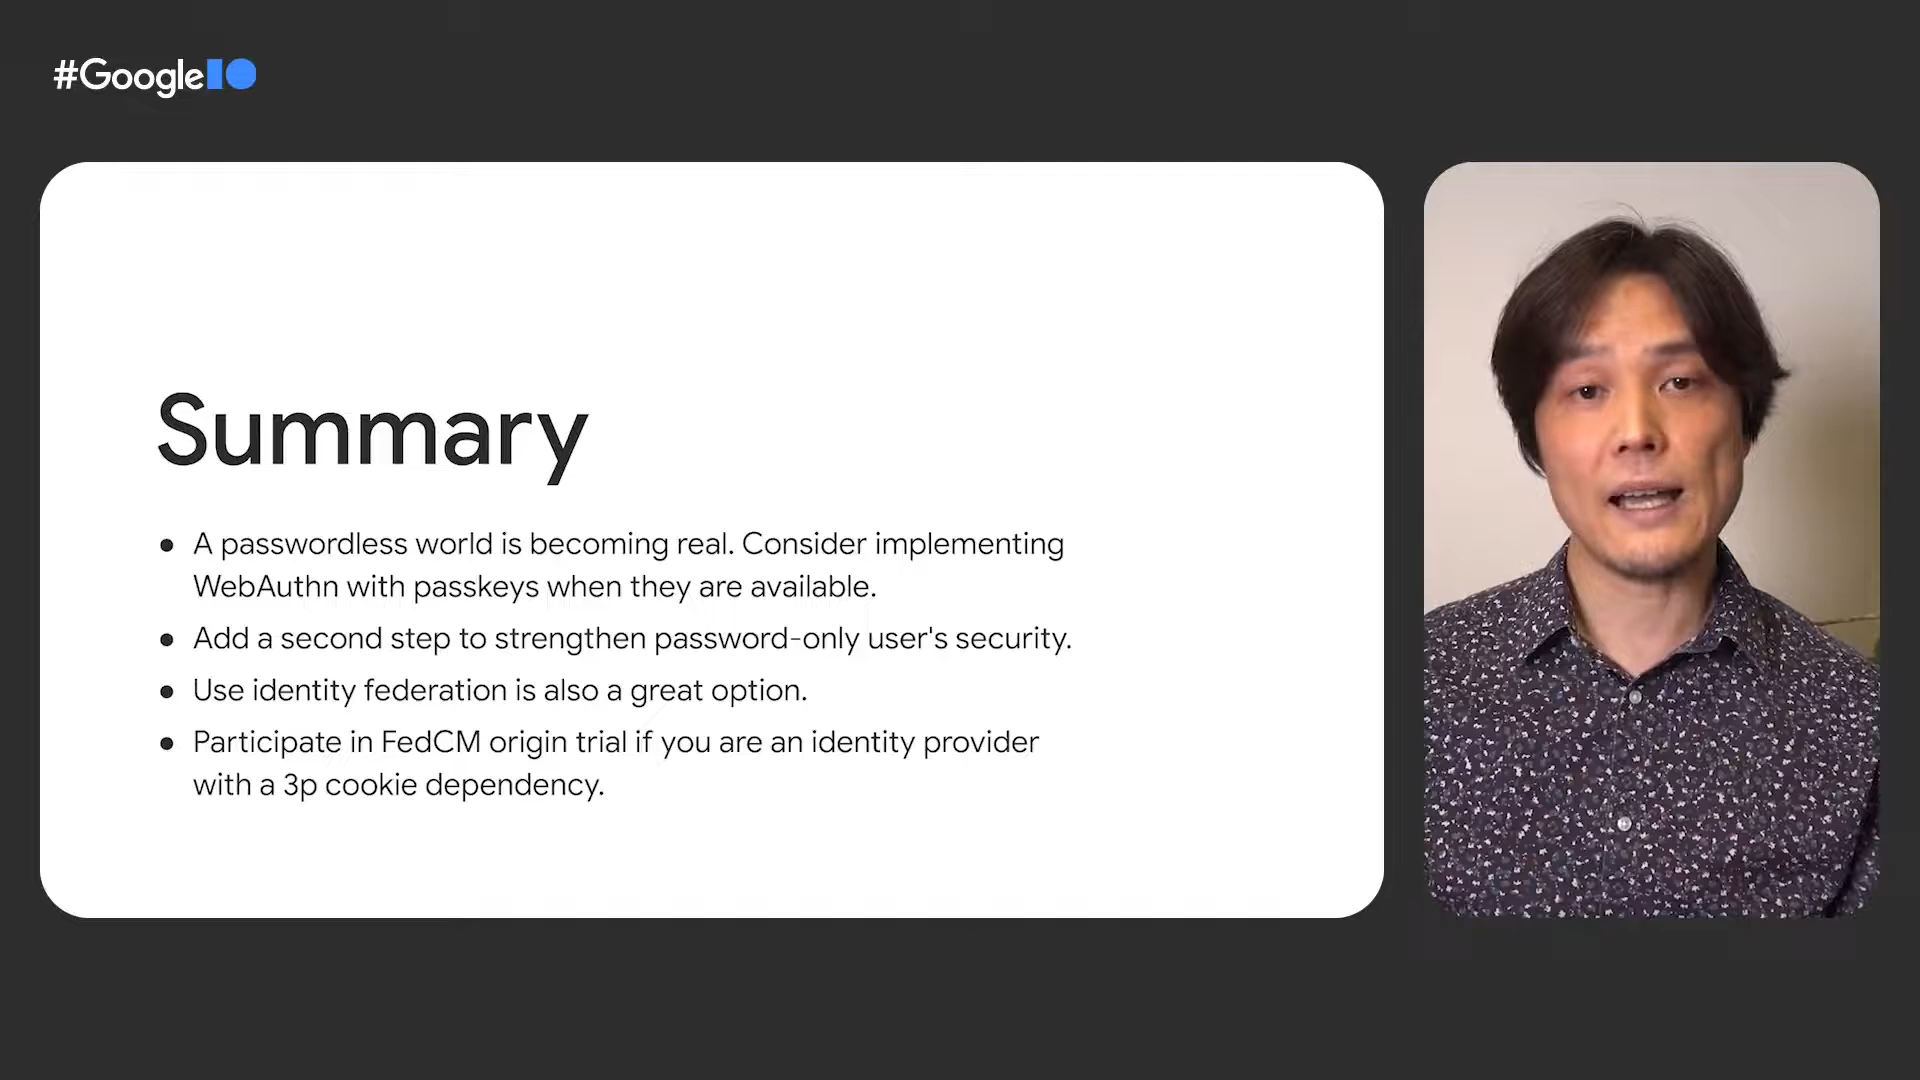 #GoogleIO
Summary
• A passwordless world is becoming real. Consider implementing
WebAuthn with passkeys when they are available.
• Add a second step to strengthen password-only user's security.
• Use identity federation is also a great option.
• Participate in FedCM origin trial if you are an identity provider
with a 3p cookie dependency.